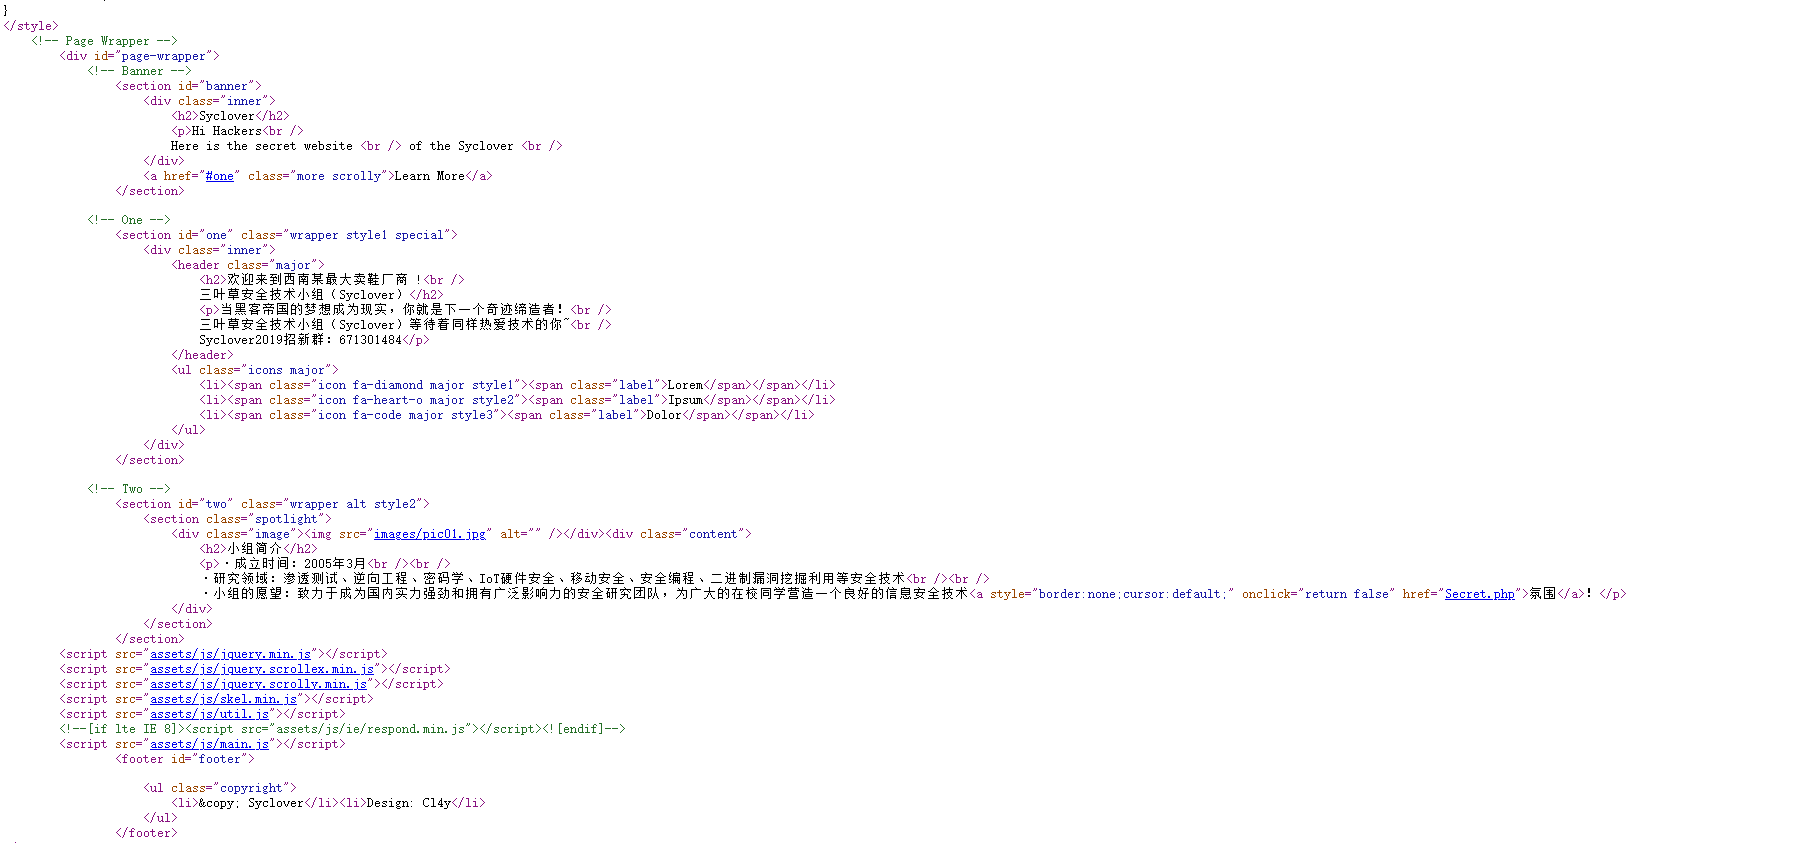 }
</style>
<!-- Page Wrapper -->
<div id="page-wrapper">
<!-- Banner -->
<section id="banner">
<div class="inner">
<h2>Syclover</h2>
<p>Hi Hackers<br />
Here is the secret website <br /> of the Syclover <br />
</div>
<a href="#one" class="more scrolly">Learn More</a>
</section>
<!-- One -->
<section id="one" class="wrapper style1 special">
<div class="inner">
<header class="major">
<h2>欢迎来到西南某最大卖鞋厂商 !<br />
三叶草安全技术小组（Syclover）</h2>
<p>当黑客帝国的梦想成为现实，你就是下一个奇迹缔造者！<br />
三叶草安全技术小组（Syclover）等待着同样热爱技术的你~<br />
Syclover2019招新群：671301484</p>
</header>
<ul class="icons major">
<li><span class="icon fa-diamond major style1"><span class="label">Lorem</span></span></li>
<li><span class="icon fa-heart-o major style2"><span class="label">Ipsum</span></span></li>
<li><span class="icon fa-code major style3"><span class="label">Dolor</span></span></li>
</ul>
</div>
</section>
<!-- Two -->
<section id="two" class="wrapper alt style2">
<section class="spotlight">
<div class="image"><img src="images/pic01.jpg" alt="" /></div><div class="content">
<h2>小组简介</h2>
<p>·成立时间：2005年3月<br /><br />
·研究领域：渗透测试、逆向工程、密码学、IoT硬件安全、移动安全、安全编程、二进制漏洞挖掘利用等安全技术<br /><br />
·小组的愿望：致力于成为国内实力强劲和拥有广泛影响力的安全研究团队，为广大的在校同学营造一个良好的信息安全技术<a style="border:none;cursor:default;" onclick="return false" href="Secret.php">氛围</a>！</p>
</div>
</section>
</section>
<script src="assets/js/jquery.min.js"></script>
<script src="assets/js/jquery.scrollex.min.js"></script>
<script src="assets/js/jquery.scrolly.min.js"></script>
<script src="assets/js/skel.min.js"></script>
<script src="assets/js/util.js"></script>
<!--[if lte IE 8]><script src="assets/js/ie/respond.min.js"></script><![endif]-->
<script src="assets/js/main.js"></script>
<footer id="footer">
<ul class="copyright">
<li>&copy; Syclover</li><li>Design: Cl4y</li>
</ul>
</footer>